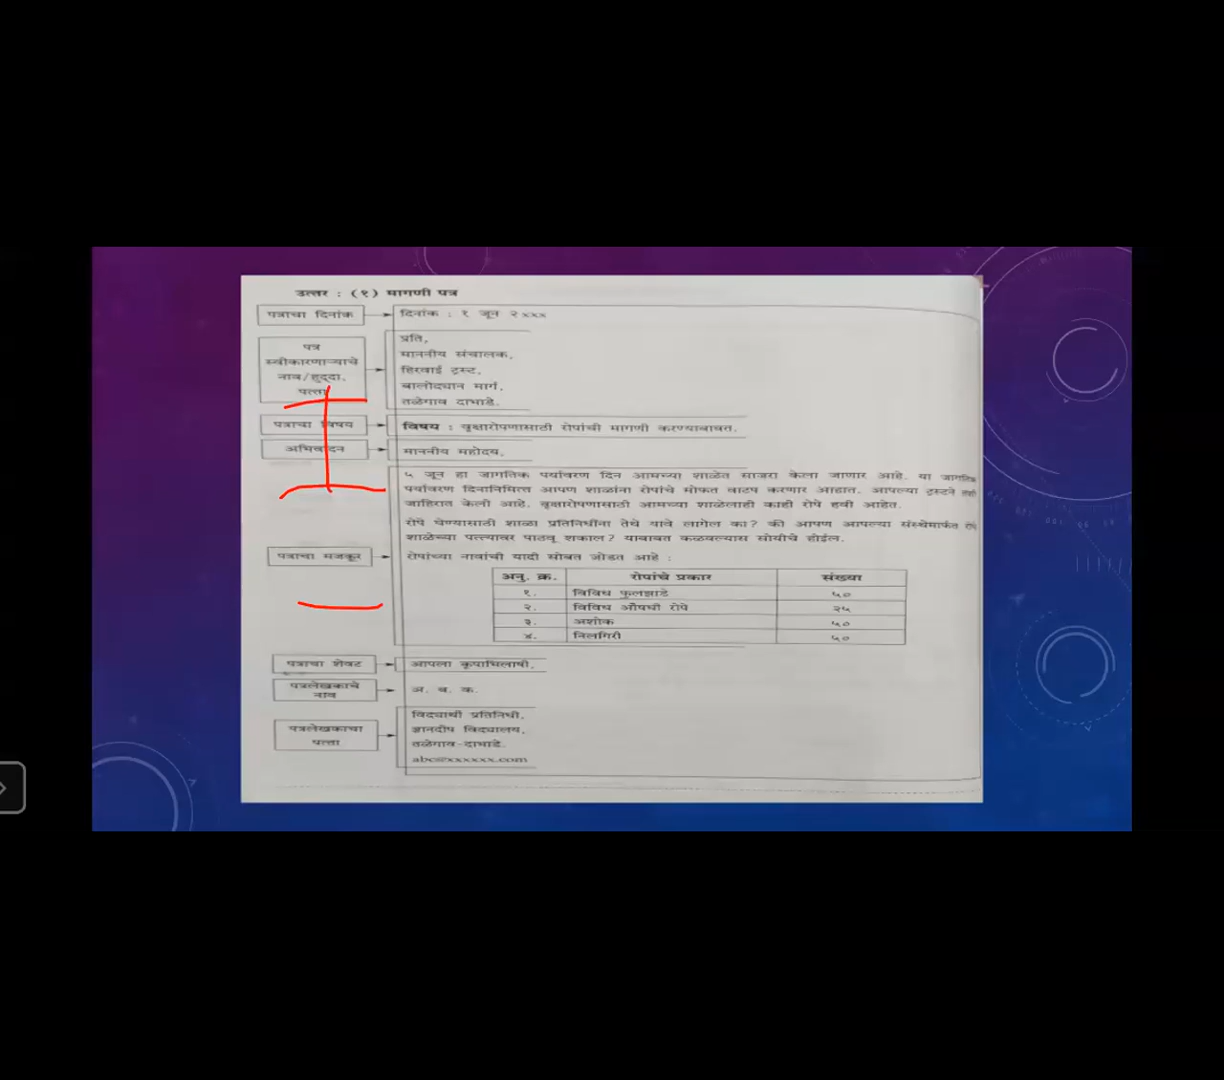 उत्तर : (१) मागणी पत्र
पत्राचा दिनांक
दिनांक : १ जून २xxx
पत्र
स्वीकारणाऱ्याचे
नाव/हुद्दा,
पत्ता
प्रति,
माननीय संचालक,
हिरवाई ट्रस्ट,
बालोद्यान मार्ग,
तळेगाव दाभाडे.
पत्राचा विषय
विषय : वृक्षारोपणासाठी रोपांची मागणी करण्याबाबत.
अभिवादन
माननीय महोदय,
५ जून हा जागतिक पर्यावरण दिन आमच्या शाळेत साजरा केला जाणार आहे. या जागतिक
पर्यावरण दिनानिमित्त आपण शाळांना रोपांचे मोफत वाटप करणार आहात. आपल्या ट्रस्टने तशी
जाहिरात केली आहे. वृक्षारोपणासाठी आमच्या शाळेलाही काही रोपे हवी आहेत.
रोपे घेण्यासाठी शाळा प्रतिनिधींना तेथे यावे लागेल का? की आपण आपल्या संस्थेमार्फत रोपे
शाळेच्या पत्त्यावर पाठवू शकाल? याबाबत कळवल्यास सोयीचे होईल.
पत्राचा मजकूर
रोपांच्या नावांची यादी सोबत जोडत आहे :
अनु. क्र. रोपांचे प्रकार संख्या
१. विविध फुलझाडे ५०
२. विविध औषधी रोपे २५
३. अशोक ५०
४. निलगिरी ५०
पत्राचा शेवट
आपला कृपाभिलाषी,
पत्रलेखकाचे
नाव
अ. ब. क.
पत्रलेखकाचा
पत्ता
विद्यार्थी प्रतिनिधी,
ज्ञानदीप विद्यालय,
तळेगाव-दाभाडे.
abc@xxxxxx.com